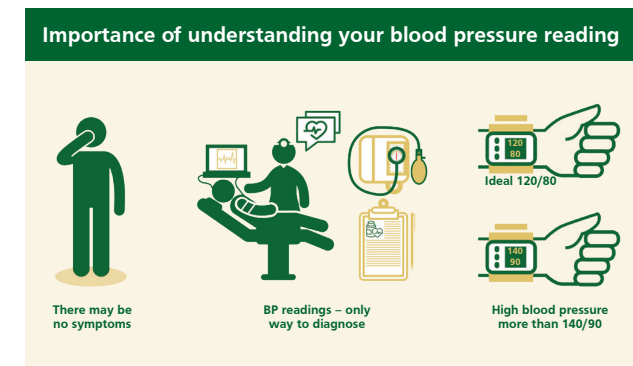 Importance of understanding your blood pressure reading
120
80
Ideal 120/80
140
90
There may be
no symptoms
BP readings – only
way to diagnose
High blood pressure
more than 140/90